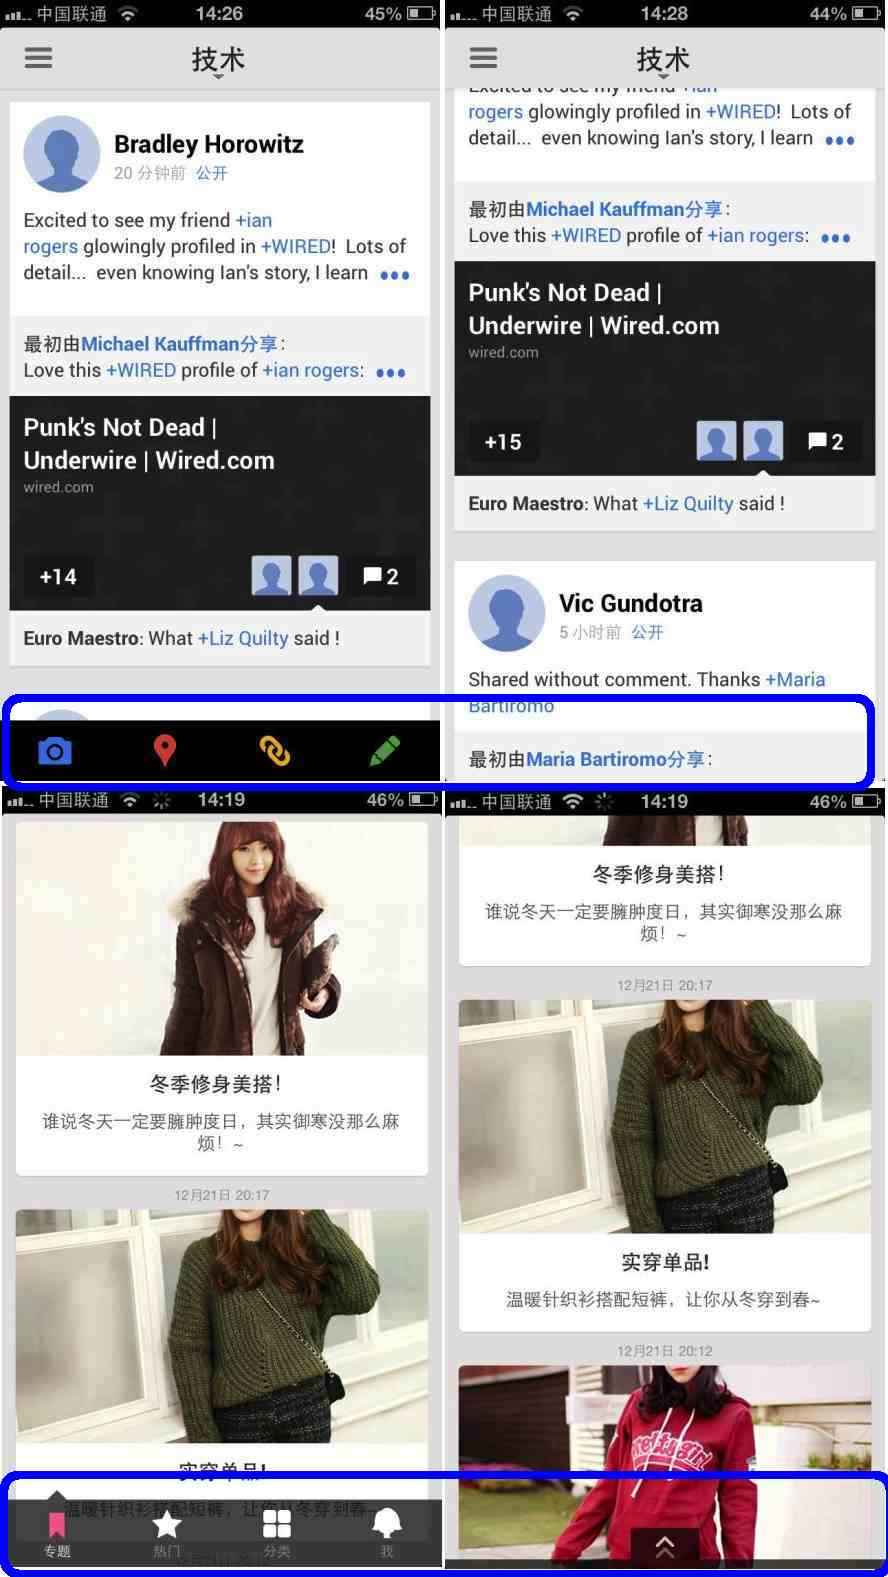 中国联通
14:26
45%
技术
Bradley Horowitz
20 分钟前 公开
Excited to see my friend +ian
rogers glowingly profiled in +WIRED! Lots of
detail... even knowing Ian's story, I learn •••
最初由Michael Kauffman分享：
Love this +WIRED profile of +ian rogers: •••
Punk's Not Dead |
Underwire | Wired.com
wired.com
+14
2
Euro Maestro: What +Liz Quilty said !
中国联通
14:28
44%
技术
Excited to see my friend +ian
rogers glowingly profiled in +WIRED! Lots of
detail... even knowing Ian's story, I learn •••
最初由Michael Kauffman分享：
Love this +WIRED profile of +ian rogers: •••
Punk's Not Dead |
Underwire | Wired.com
wired.com
+15
2
Euro Maestro: What +Liz Quilty said !
Vic Gundotra
5 小时前 公开
Shared without comment. Thanks +Maria
Bartiromo
最初由Maria Bartiromo分享：
中国联通
14:19
46%
冬季修身美搭！
谁说冬天一定要臃肿度日，其实御寒没那么麻
烦！~
12月21日 20:17
实穿单品!
温暖针织衫搭配短裤，让你从冬穿到春~
专题
热门
分类
我
中国联通
14:19
46%
冬季修身美搭！
谁说冬天一定要臃肿度日，其实御寒没那么麻
烦！~
12月21日 20:17
实穿单品!
温暖针织衫搭配短裤，让你从冬穿到春~
12月21日 20:12